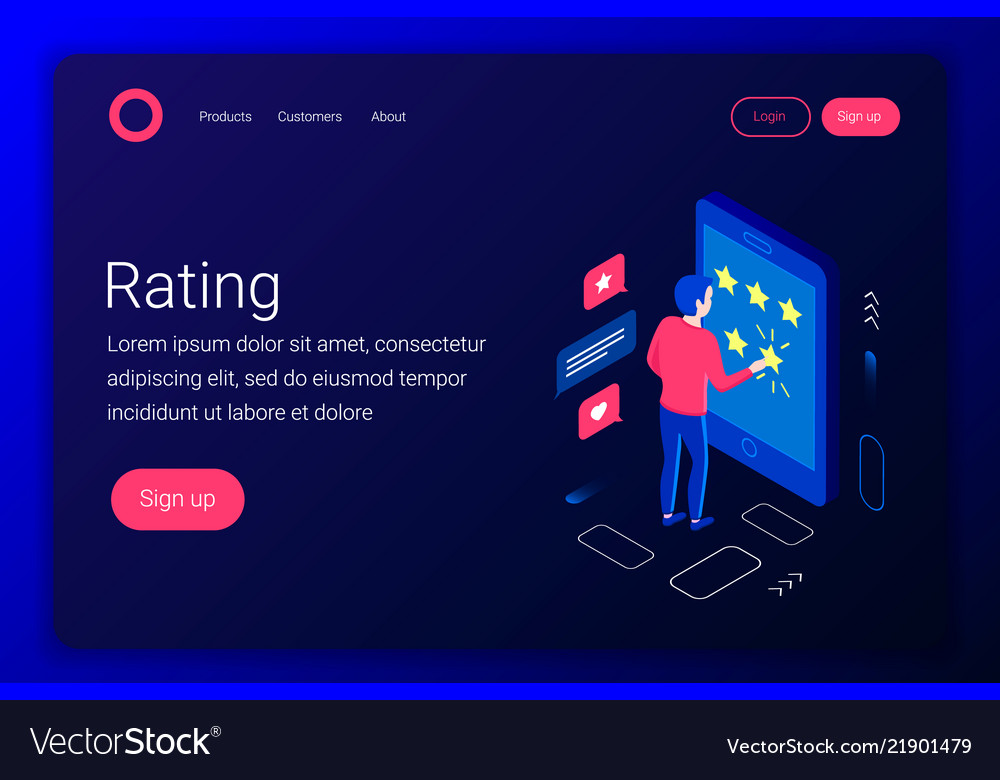 Products Customers About Login Sign up
Rating
Lorem ipsum dolor sit amet, consectetur
adipiscing elit, sed do eiusmod tempor
incididunt ut labore et dolore
Sign up
VectorStock®
VectorStock.com/21901479